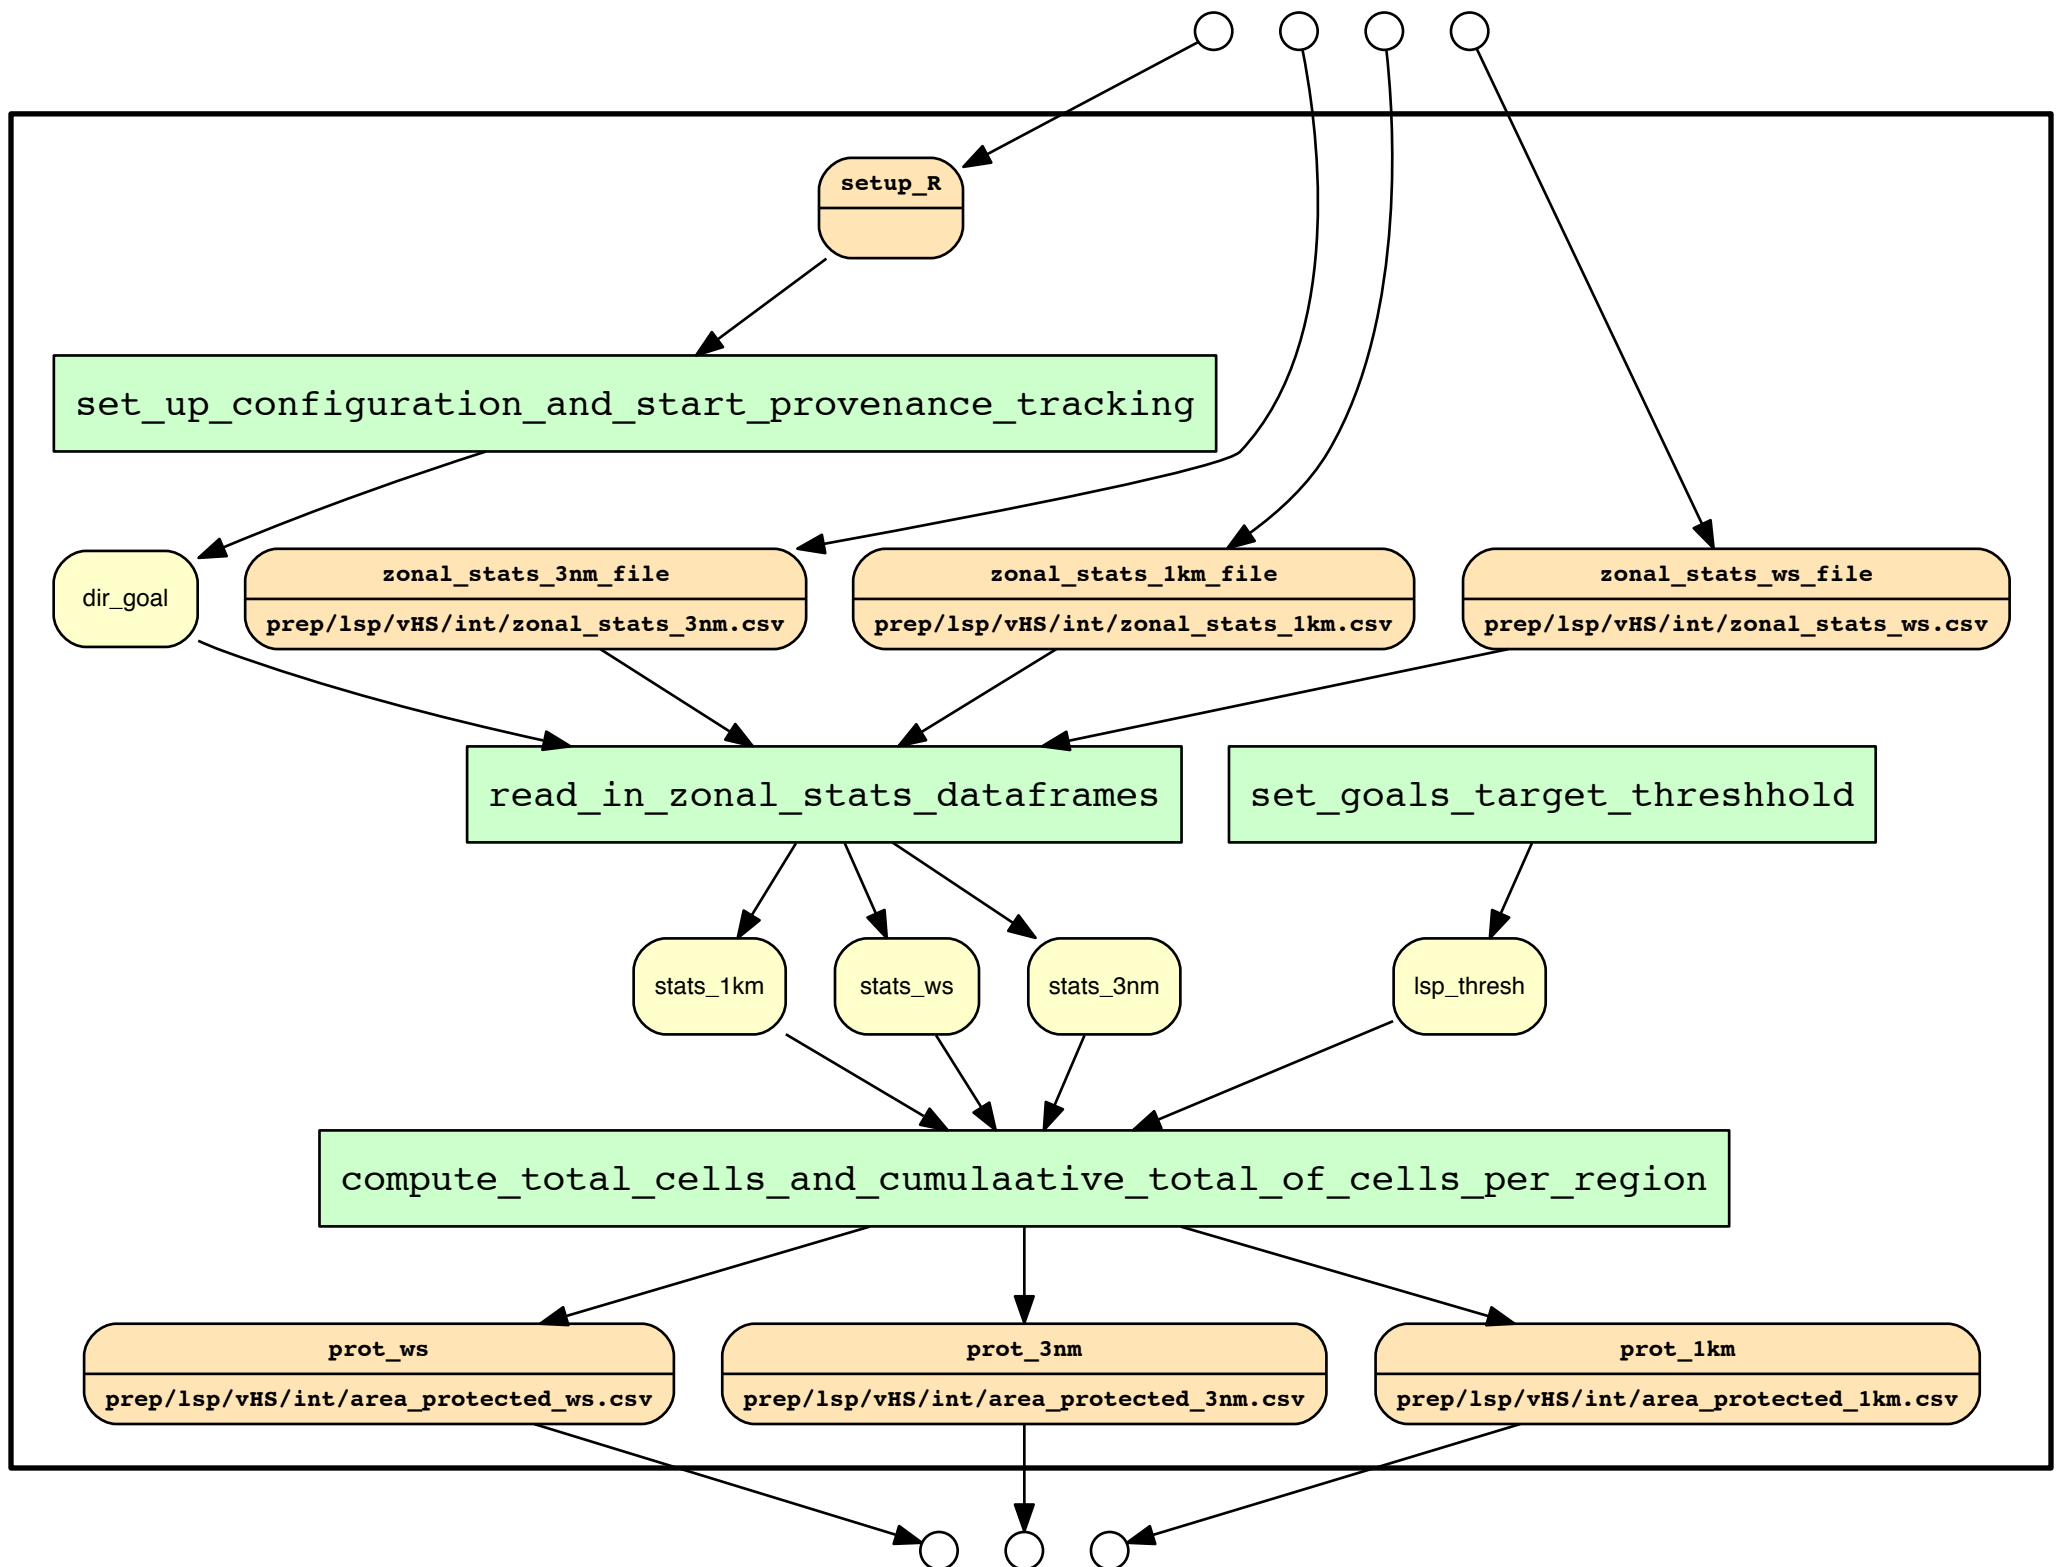 setup_R
set_up_configuration_and_start_provenance_tracking
dir_goal
zonal_stats_3nm_file
prep/lsp/vHS/int/zonal_stats_3nm.csv
zonal_stats_1km_file
prep/lsp/vHS/int/zonal_stats_1km.csv
zonal_stats_ws_file
prep/lsp/vHS/int/zonal_stats_ws.csv
read_in_zonal_stats_dataframes
set_goals_target_threshhold
stats_1km
stats_ws
stats_3nm
lsp_thresh
compute_total_cells_and_cumulaative_total_of_cells_per_region
prot_ws
prep/lsp/vHS/int/area_protected_ws.csv
prot_3nm
prep/lsp/vHS/int/area_protected_3nm.csv
prot_1km
prep/lsp/vHS/int/area_protected_1km.csv